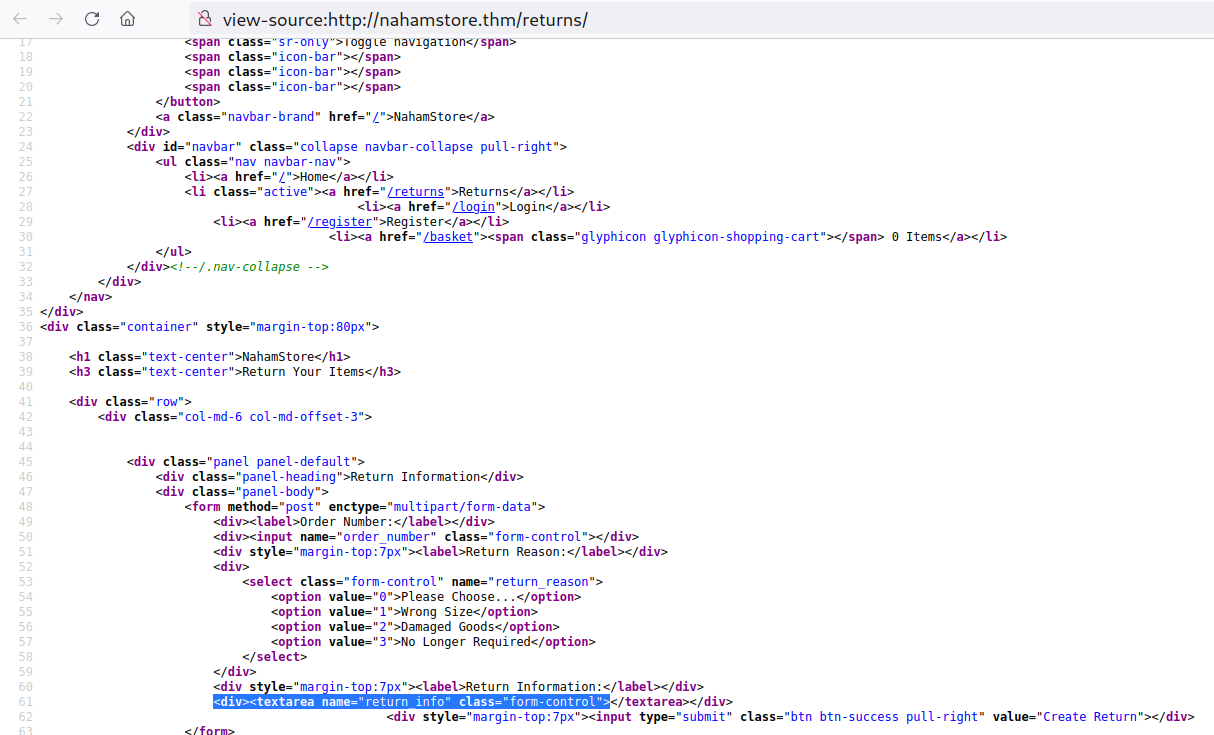 view-source:http://nahamstore.thm/returns/
17 <span class="sr-only">Toggle navigation</span>
18 <span class="icon-bar"></span>
19 <span class="icon-bar"></span>
20 <span class="icon-bar"></span>
21 </button>
22 <a class="navbar-brand" href="/">NahamStore</a>
23 </div>
24 <div id="navbar" class="collapse navbar-collapse pull-right">
25 <ul class="nav navbar-nav">
26 <li><a href="/">Home</a></li>
27 <li class="active"><a href="/returns">Returns</a></li>
28 <li><a href="/login">Login</a></li>
29 <li><a href="/register">Register</a></li>
30 <li><a href="/basket"><span class="glyphicon glyphicon-shopping-cart"></span> 0 Items</a></li>
31 </ul>
32 </div><!--/.nav-collapse -->
33 </div>
34 </nav>
35 </div>
36 <div class="container" style="margin-top:80px">
37
38 <h1 class="text-center">NahamStore</h1>
39 <h3 class="text-center">Return Your Items</h3>
40
41 <div class="row">
42 <div class="col-md-6 col-md-offset-3">
43
44
45 <div class="panel panel-default">
46 <div class="panel-heading">Return Information</div>
47 <div class="panel-body">
48 <form method="post" enctype="multipart/form-data">
49 <div><label>Order Number:</label></div>
50 <div><input name="order_number" class="form-control"></div>
51 <div style="margin-top:7px"><label>Return Reason:</label></div>
52 <div>
53 <select class="form-control" name="return_reason">
54 <option value="0">Please Choose...</option>
55 <option value="1">Wrong Size</option>
56 <option value="2">Damaged Goods</option>
57 <option value="3">No Longer Required</option>
58 </select>
59 </div>
60 <div style="margin-top:7px"><label>Return Information:</label></div>
61 <div><textarea name="return_info" class="form-control"></textarea></div>
62 <div style="margin-top:7px"><input type="submit" class="btn btn-success pull-right" value="Create Return"></div>
63 </form>